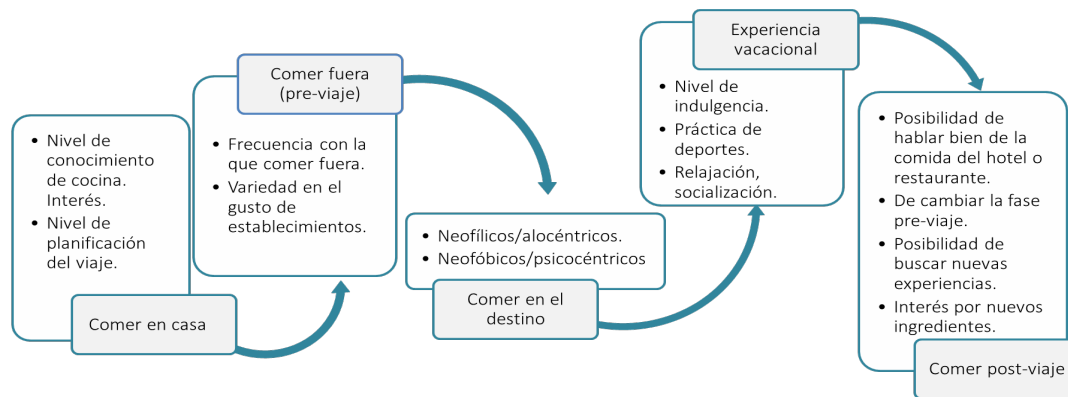 • Nivel de
conocimiento
de cocina.
Interés.
• Nivel de
planificación
del viaje.
Comer en casa
Comer fuera
(pre-viaje)
• Frecuencia con la
que comer fuera.
• Variedad en el
gusto de
establecimientos.
• Neofílicos/alocéntricos.
• Neofóbicos/psicocéntricos
Comer en el
destino
Experiencia
vacacional
• Nivel de
indulgencia.
• Práctica de
deportes.
• Relajación,
socialización.
• Posibilidad de
hablar bien de la
comida del hotel o
restaurante.
• De cambiar la fase
pre-viaje.
• Posibilidad de
buscar nuevas
experiencias.
• Interés por nuevos
ingredientes.
Comer post-viaje